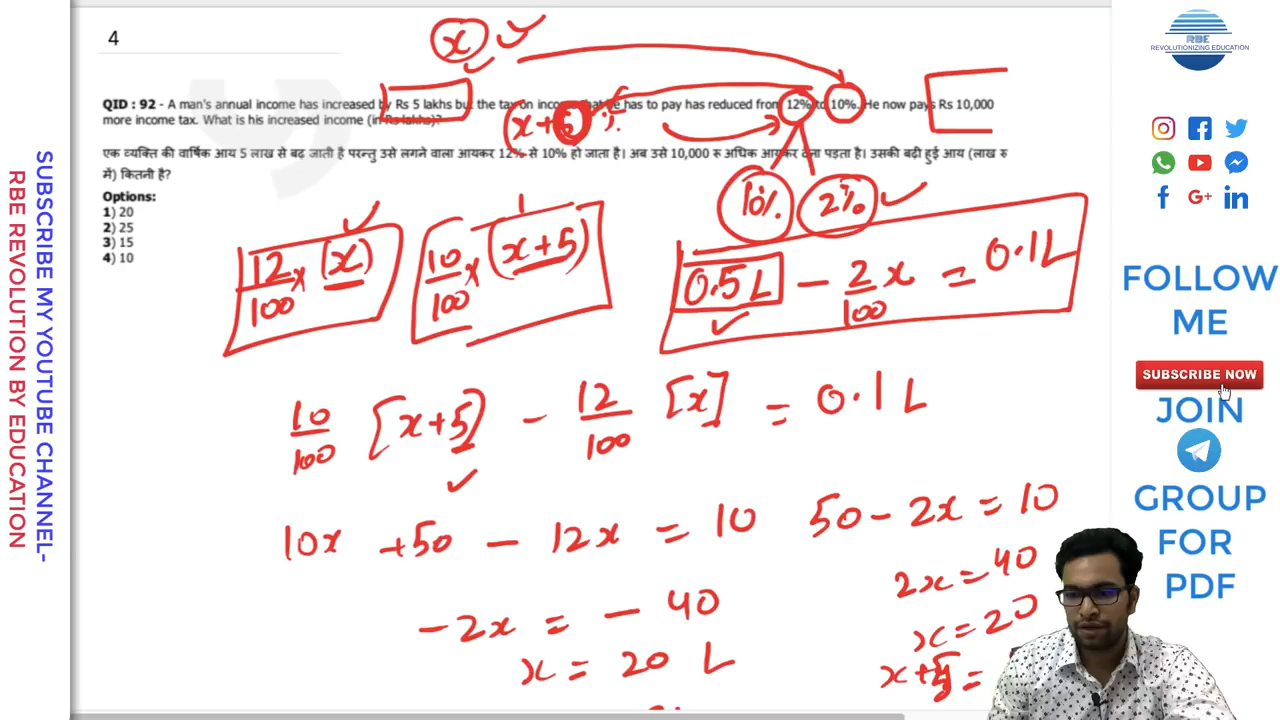 4
x
QID : 92 - A man's annual income has increased by Rs 5 lakhs but the tax on income that he has to pay has reduced from 12% to 10%. He now pays Rs 10,000
more income tax. What is his increased income (in Rs lakhs)?
एक व्यक्ति की वार्षिक आय 5 लाख से बढ़ जाती है परन्तु उसे लगने वाला आयकर 12% से 10% हो जाता है। अब उसे 10,000 रु अधिक आयकर देना पड़ता है। उसकी बढ़ी हुई आय (लाख रु
में) कितनी है?
Options:
1) 20
2) 25
3) 15
4) 10
(x+5)
10% 2%
12/100 × (x) 10/100 × (x+5) 0.5 L - 2/100 x = 0.1 L
10/100 [x+5] - 12/100 [x] = 0.1 L
10x +50 - 12x = 10 50 - 2x = 10
2x = 40
-2x = - 40
x = 20
x = 20 L
x+5 =
SUBSCRIBE MY YOUTUBE CHANNEL-
RBE REVOLUTION BY EDUCATION
RBE
REVOLUTIONIZING EDUCATION
FOLLOW
ME
SUBSCRIBE NOW
JOIN
GROUP
FOR
PDF